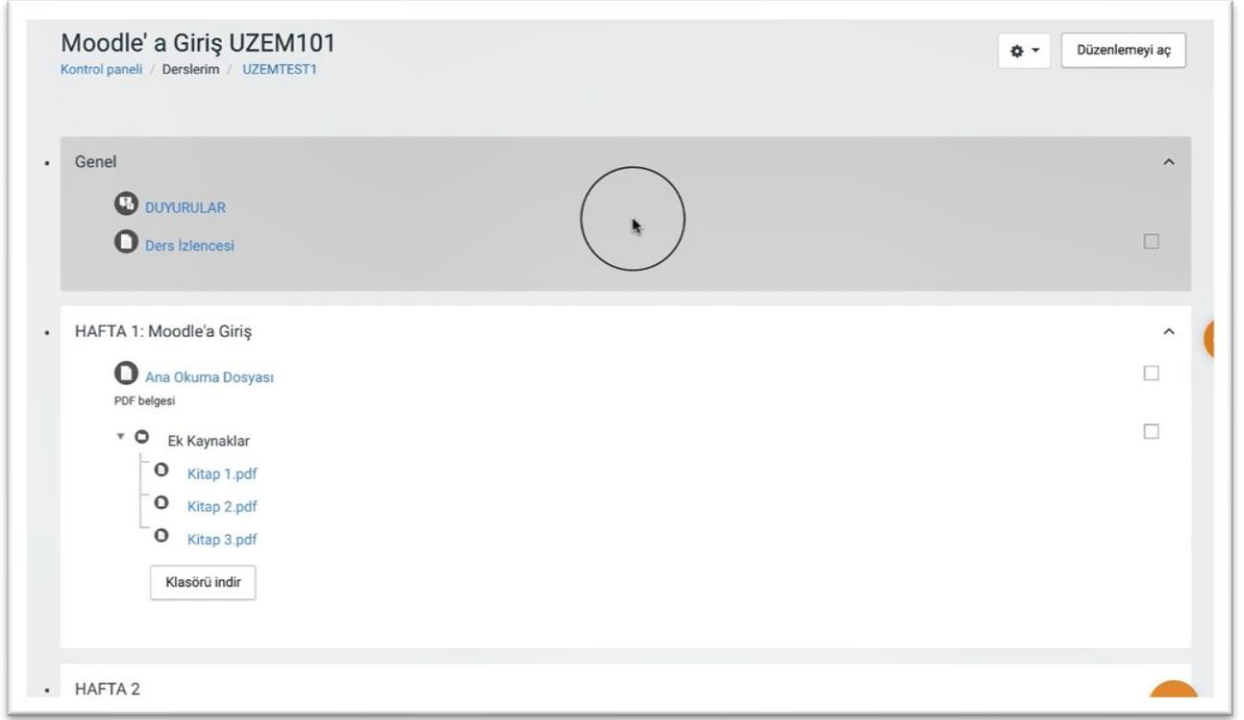 Moodle' a Giriş UZEM101
Düzenlemeyi aç
Kontrol paneli / Derslerim / UZEMTEST1
Genel
DUYURULAR
Ders İzlencesi
HAFTA 1: Moodle'a Giriş
Ana Okuma Dosyası
PDF belgesi
Ek Kaynaklar
Kitap 1.pdf
Kitap 2.pdf
Kitap 3.pdf
Klasörü indir
HAFTA 2